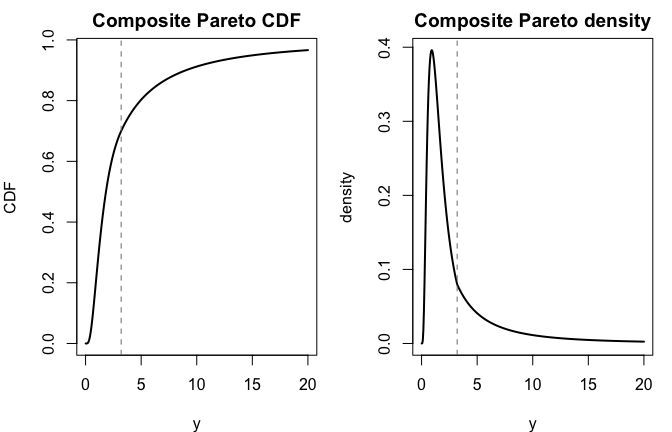 Composite Pareto CDF
CDF
0.0 0.2 0.4 0.6 0.8 1.0
0 5 10 15 20
y
Composite Pareto density
density
0.0 0.1 0.2 0.3 0.4
0 5 10 15 20
y